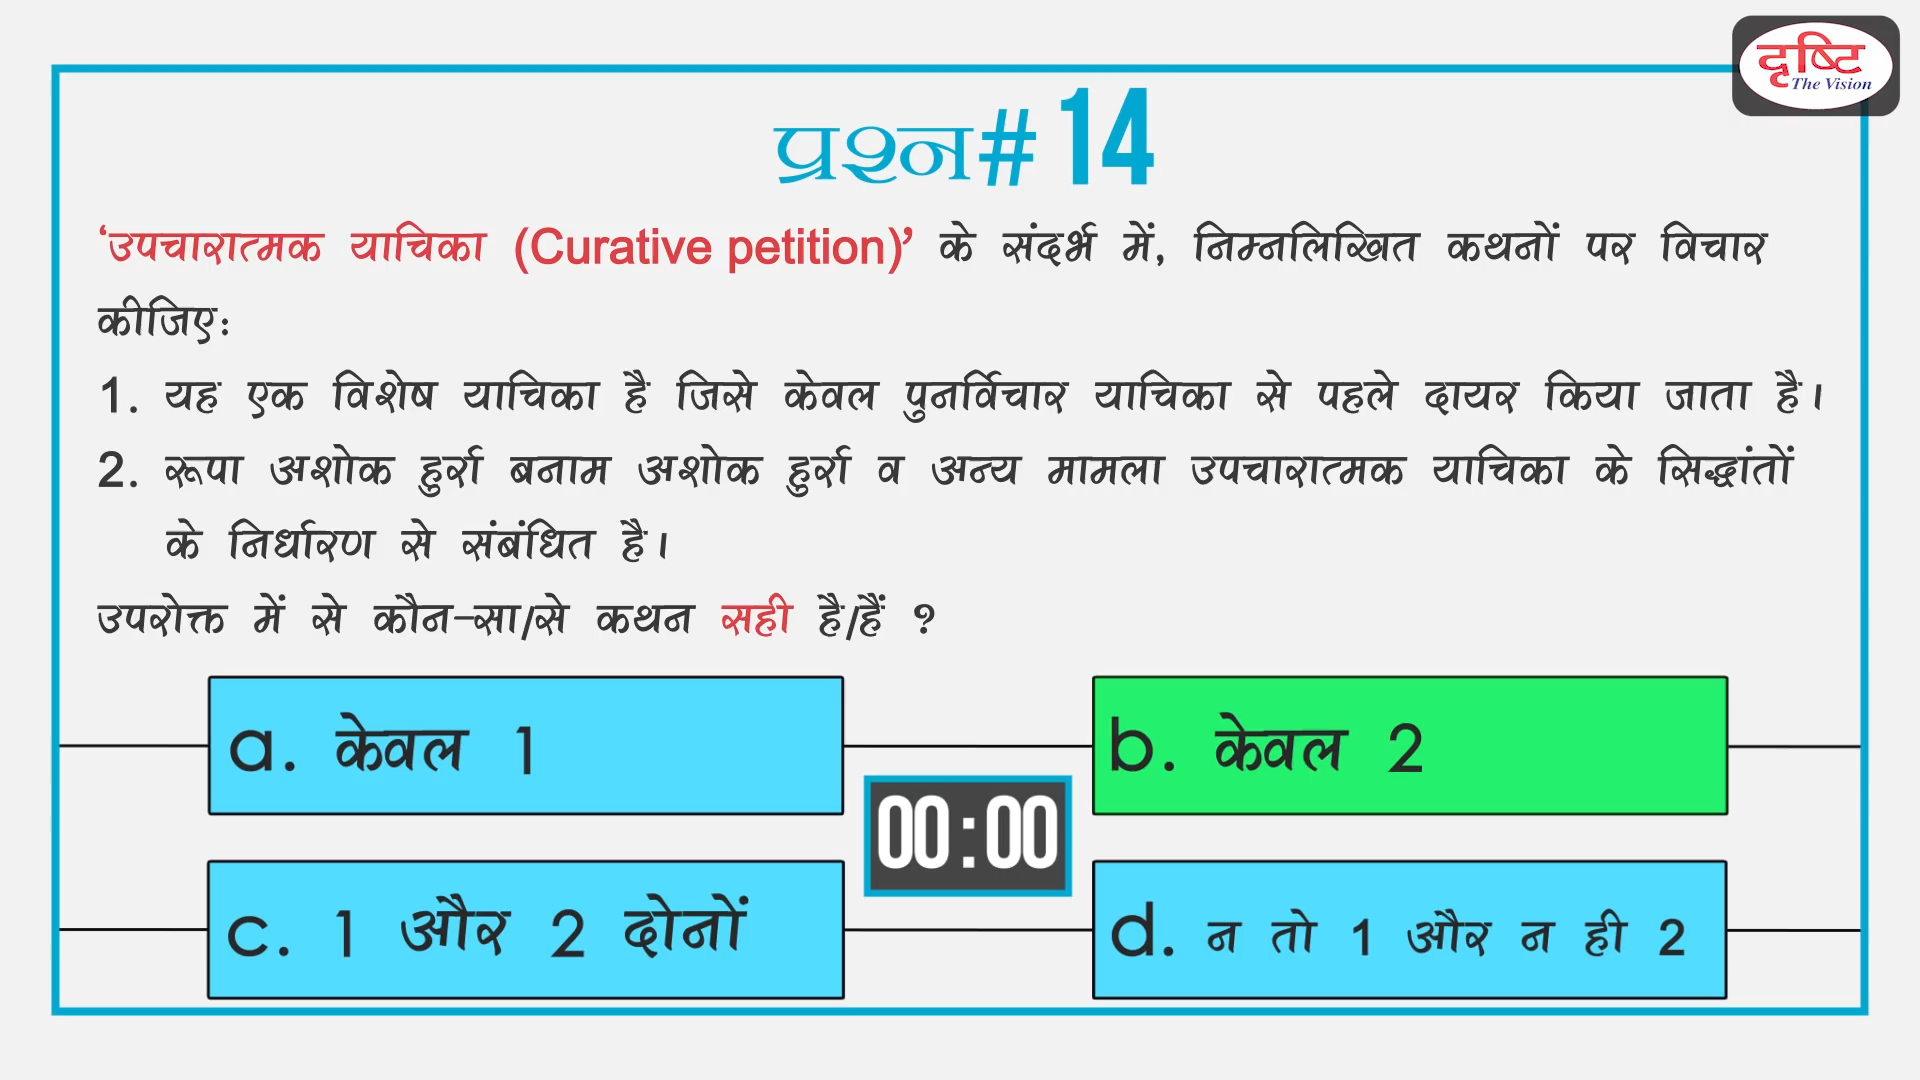 दृष्टि
The Vision
प्रश्न# 14
‘उपचारात्मक याचिका (Curative petition)’ के संदर्भ में, निम्नलिखित कथनों पर विचार
कीजिए:
1. यह एक विशेष याचिका है जिसे केवल पुनर्विचार याचिका से पहले दायर किया जाता है।
2. रूपा अशोक हुर्रा बनाम अशोक हुर्रा व अन्य मामला उपचारात्मक याचिका के सिद्धांतों
के निर्धारण से संबंधित है।
उपरोक्त में से कौन-सा/से कथन सही है/हैं ?
a. केवल 1
b. केवल 2
00:00
c. 1 और 2 दोनों
d. न तो 1 और न ही 2